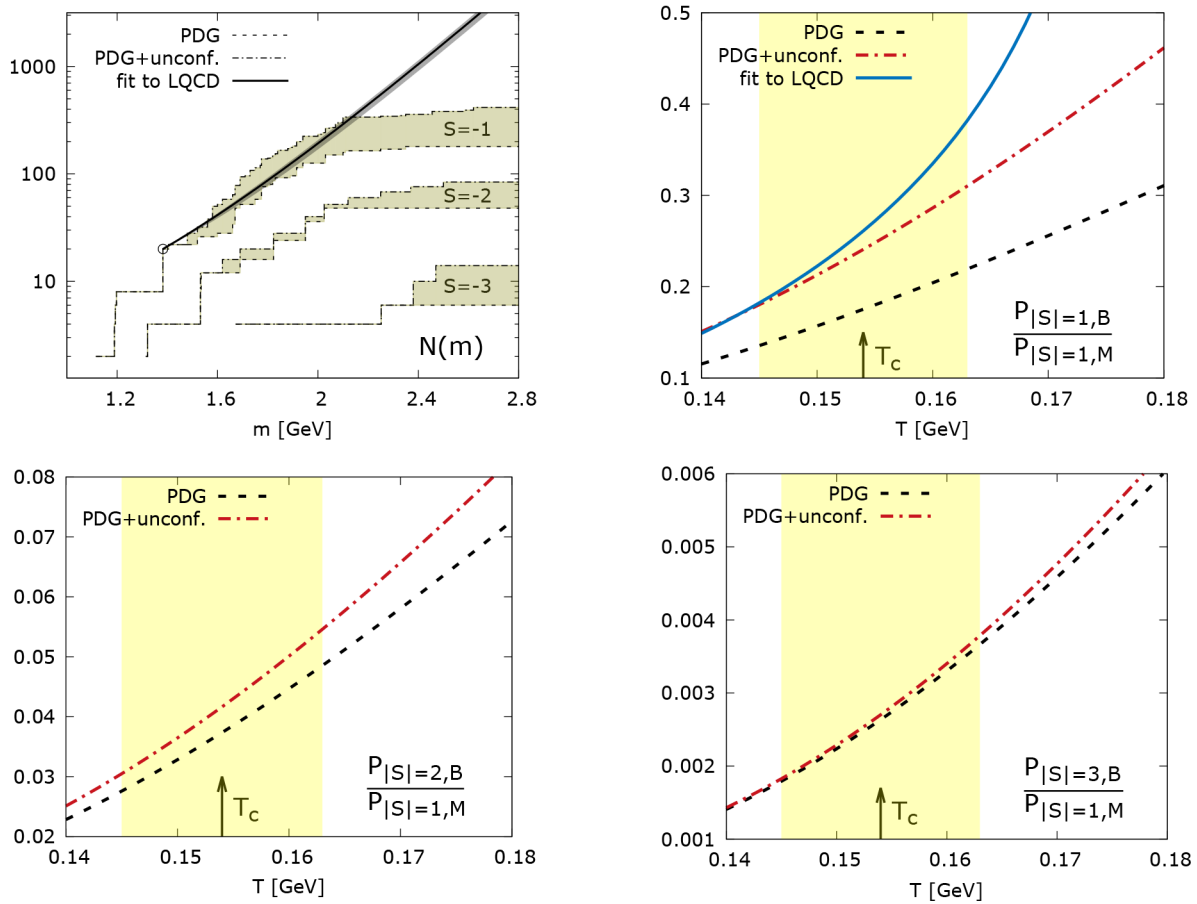 PDG
PDG+unconf.
fit to LQCD
1000
100
10
S=-1
S=-2
S=-3
N(m)
1.2 1.6 2 2.4 2.8
m [GeV]
0.5
0.4
0.3
0.2
0.1
PDG
PDG+unconf.
fit to LQCD
P|S|=1,B
P|S|=1,M
Tc
0.14 0.15 0.16 0.17 0.18
T [GeV]
0.08
0.07
0.06
0.05
0.04
0.03
0.02
PDG
PDG+unconf.
P|S|=2,B
P|S|=1,M
Tc
0.14 0.15 0.16 0.17 0.18
T [GeV]
0.006
0.005
0.004
0.003
0.002
0.001
PDG
PDG+unconf.
P|S|=3,B
P|S|=1,M
Tc
0.14 0.15 0.16 0.17 0.18
T [GeV]